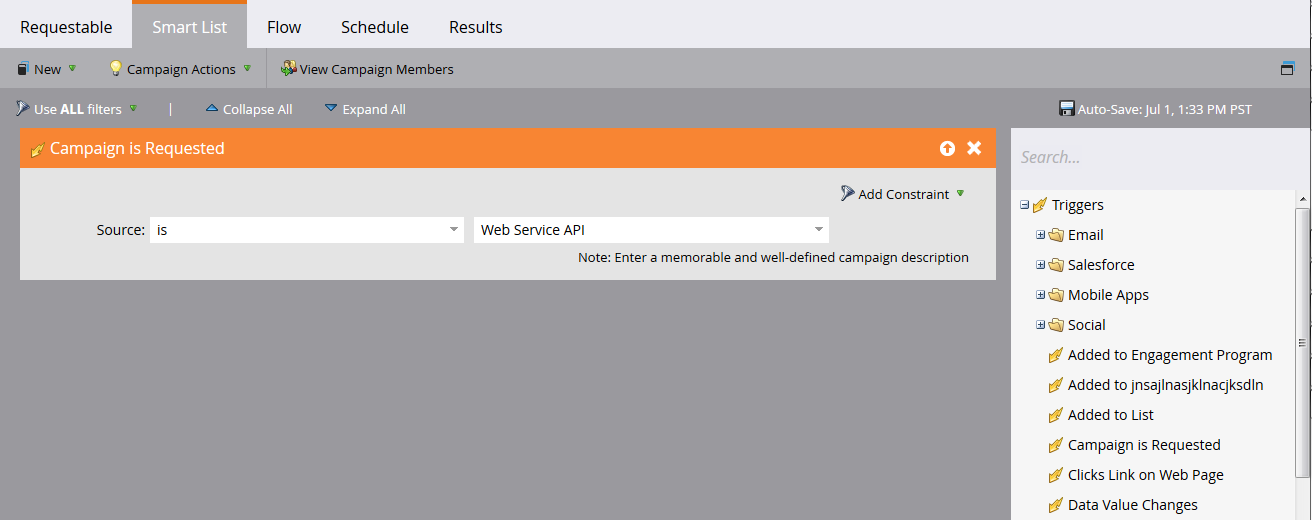 Requestable Smart List Flow Schedule Results
New Campaign Actions View Campaign Members
Use ALL filters | Collapse All Expand All Auto-Save: Jul 1, 1:33 PM PST
Campaign is Requested
Add Constraint
Source: is Web Service API
Note: Enter a memorable and well-defined campaign description
Search...
Triggers
Email
Salesforce
Mobile Apps
Social
Added to Engagement Program
Added to jnsajlnasjklnacjksdln
Added to List
Campaign is Requested
Clicks Link on Web Page
Data Value Changes